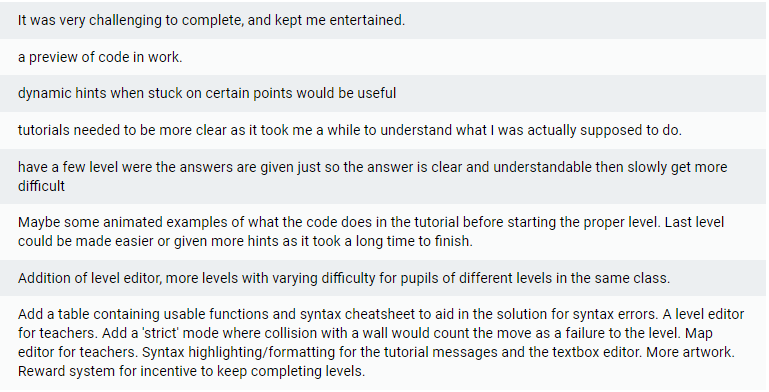 It was very challenging to complete, and kept me entertained.
a preview of code in work.
dynamic hints when stuck on certain points would be useful
tutorials needed to be more clear as it took me a while to understand what I was actually supposed to do.
have a few level were the answers are given just so the answer is clear and understandable then slowly get more
difficult
Maybe some animated examples of what the code does in the tutorial before starting the proper level. Last level
could be made easier or given more hints as it took a long time to finish.
Addition of level editor, more levels with varying difficulty for pupils of different levels in the same class.
Add a table containing usable functions and syntax cheatsheet to aid in the solution for syntax errors. A level editor
for teachers. Add a 'strict' mode where collision with a wall would count the move as a failure to the level. Map
editor for teachers. Syntax highlighting/formatting for the tutorial messages and the textbox editor. More artwork.
Reward system for incentive to keep completing levels.